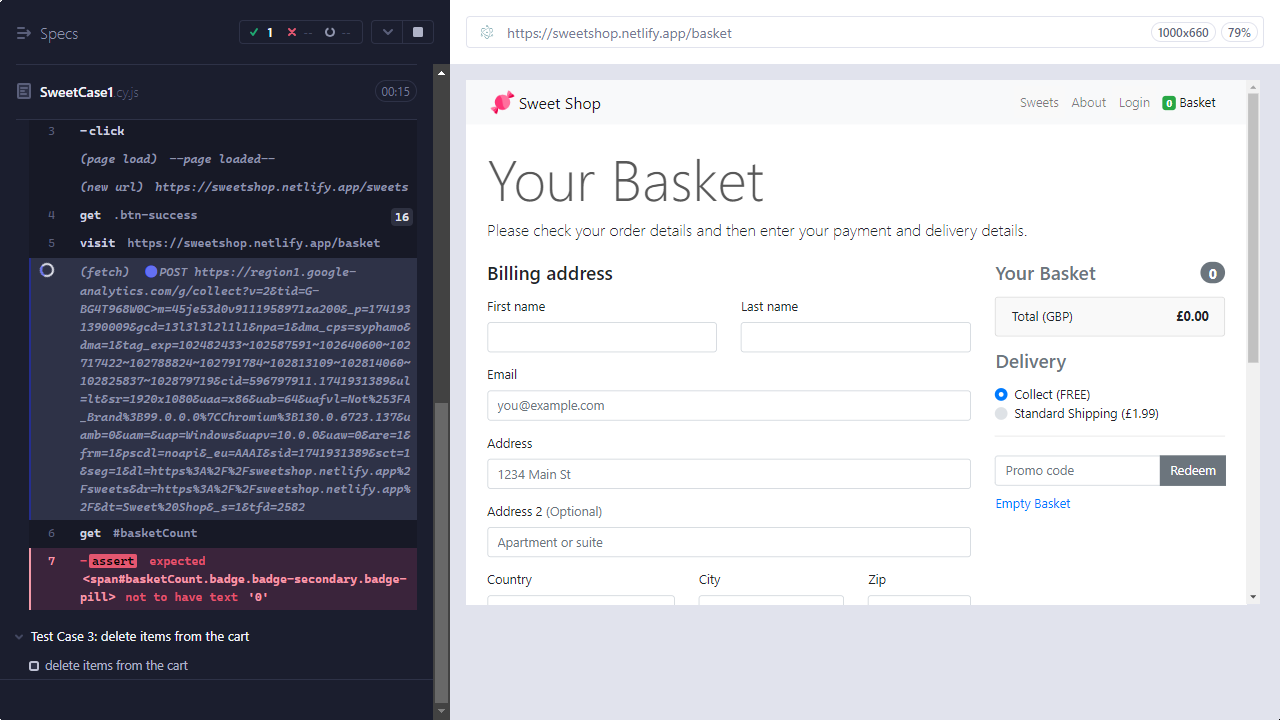 Specs
1
--
--
SweetCase1.cy.js
00:15
3 -click
(page load) --page loaded--
(new url) https://sweetshop.netlify.app/sweets
4 get .btn-success 16
5 visit https://sweetshop.netlify.app/basket
(fetch) POST https://region1.google-
analytics.com/g/collect?v=2&tid=G-
BG4T968W0C>m=45je53d0v9111958971za200&_p=174193
1390009&gcd=13l3l3l2l1l1&npa=1&dma_cps=syphamo&
dma=1&tag_exp=102482433~102587591~102640600~102
717422~102788824~102791784~102813109~102814060~
102825837~102879719&cid=596797911.1741931389&ul
=lt&sr=1920x1080&uaa=x86&uab=64&uafvl=Not%253FA
_Brand%3B99.0.0.0%7CChromium%3B130.0.6723.137&u
amb=0&uam=&uap=Windows&uapv=10.0.0&uaw=0&are=1&
frm=1&pscdl=noapi&_eu=AAAI&sid=1741931389&sct=1
&seg=1&dl=https%3A%2F%2Fsweetshop.netlify.app%2
Fsweets&dr=https%3A%2F%2Fsweetshop.netlify.app%
2F&dt=Sweet%20Shop&_s=1&tfd=2582
6 get #basketCount
7 -assert expected
<span#basketCount.badge.badge-secondary.badge-
pill> not to have text '0'
Test Case 3: delete items from the cart
delete items from the cart
https://sweetshop.netlify.app/basket
1000x660
79%
Sweet Shop
Sweets
About
Login
0 Basket
Your Basket
Please check your order details and then enter your payment and delivery details.
Billing address
First name
Last name
Email
you@example.com
Address
1234 Main St
Address 2 (Optional)
Apartment or suite
Country
City
Zip
Your Basket
0
Total (GBP)
£0.00
Delivery
Collect (FREE)
Standard Shipping (£1.99)
Promo code
Redeem
Empty Basket